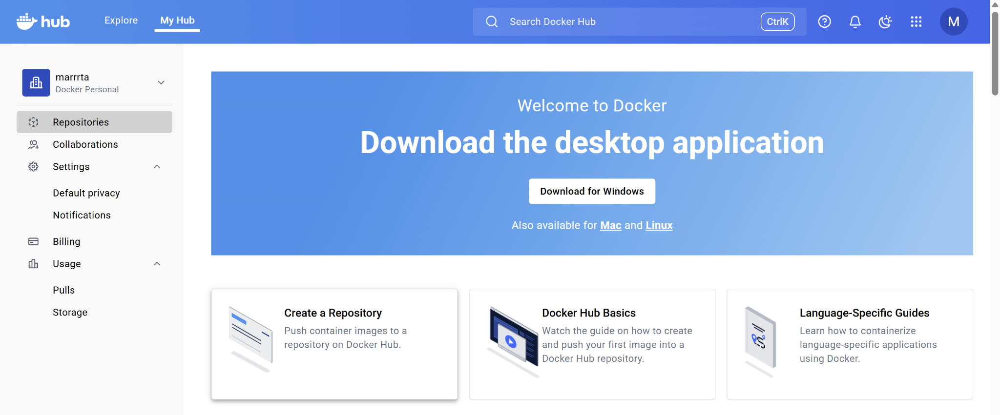 hub
Explore
My Hub
Search Docker Hub
CtrlK
M
marrrta
Docker Personal
Repositories
Collaborations
Settings
Default privacy
Notifications
Billing
Usage
Pulls
Storage
Welcome to Docker
Download the desktop application
Download for Windows
Also available for Mac and Linux
Create a Repository
Push container images to a
repository on Docker Hub.
Docker Hub Basics
Watch the guide on how to create
and push your first image into a
Docker Hub repository.
Language-Specific Guides
Learn how to containerize
language-specific applications
using Docker.